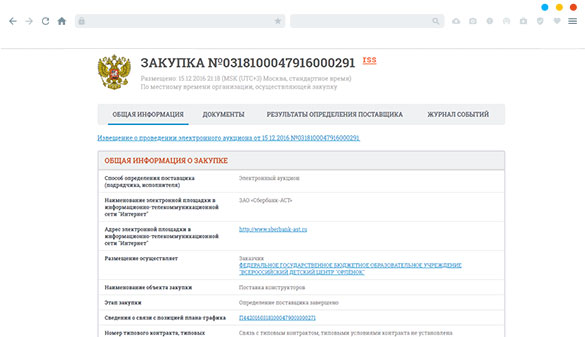 ЗАКУПКА №0318100047916000291 ISS
Размещено: 15.12.2016 21:18 (MSK (UTC+3) Москва, стандартное время)
По местному времени организации, осуществляющей закупку
ОБЩАЯ ИНФОРМАЦИЯ ДОКУМЕНТЫ РЕЗУЛЬТАТЫ ОПРЕДЕЛЕНИЯ ПОСТАВЩИКА ЖУРНАЛ СОБЫТИЙ
Извещение о проведении электронного аукциона от 15.12.2016 №0318100047916000291
ОБЩАЯ ИНФОРМАЦИЯ О ЗАКУПКЕ
Способ определения поставщика Электронный аукцион
(подрядчика, исполнителя)
Наименование электронной площадки в ЗАО «Сбербанк-АСТ»
информационно-телекоммуникационной
сети "Интернет"
Адрес электронной площадки в http://www.sberbank-ast.ru
информационно-телекоммуникационной
сети "Интернет"
Размещение осуществляет Заказчик
ФЕДЕРАЛЬНОЕ ГОСУДАРСТВЕННОЕ БЮДЖЕТНОЕ ОБРАЗОВАТЕЛЬНОЕ УЧРЕЖДЕНИЕ
"ВСЕРОССИЙСКИЙ ДЕТСКИЙ ЦЕНТР "ОРЛЕНОК"
Наименование объекта закупки Поставка конструкторов
Этап закупки Определение поставщика завершено
Сведения о связи с позицией плана-графика
Номер типового контракта, типовых Связь с типовым контрактом, типовыми условиями контракта не установлена